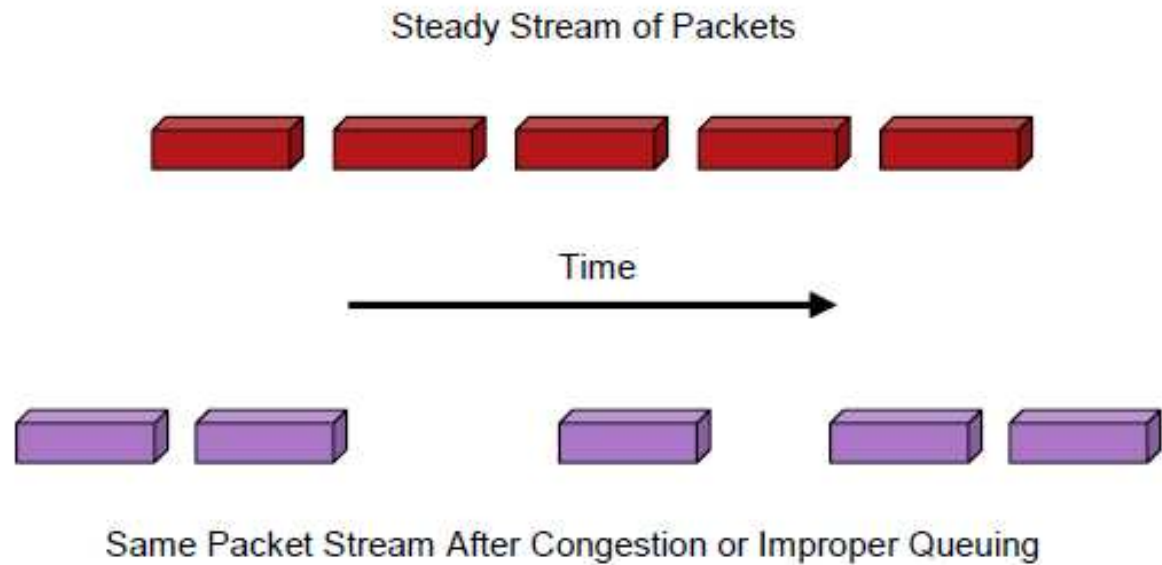 Steady Stream of Packets
Time
Same Packet Stream After Congestion or Improper Queuing